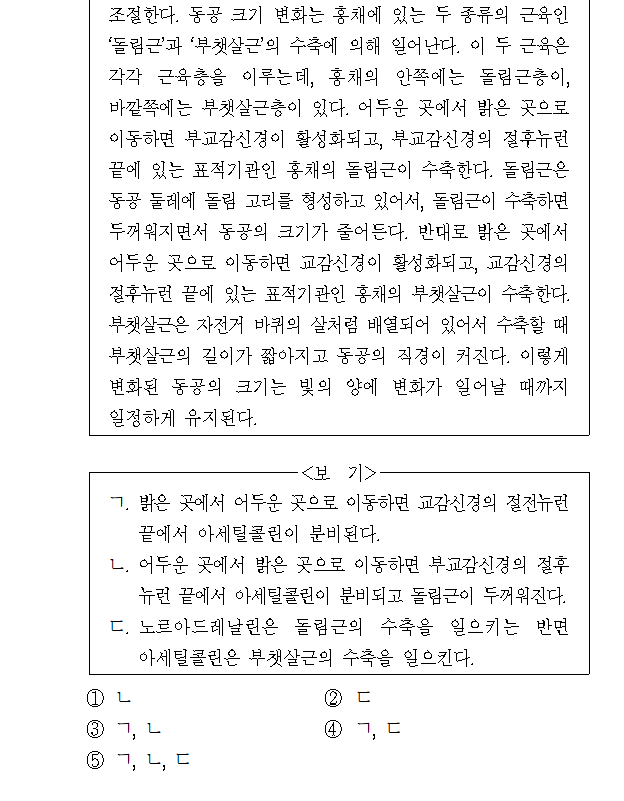 조절한다. 동공 크기 변화는 홍채에 있는 두 종류의 근육인
‘돌림근’과 ‘부챗살근’의 수축에 의해 일어난다. 이 두 근육은
각각 근육층을 이루는데, 홍채의 안쪽에는 돌림근층이,
바깥쪽에는 부챗살근층이 있다. 어두운 곳에서 밝은 곳으로
이동하면 부교감신경이 활성화되고, 부교감신경의 절후뉴런
끝에 있는 표적기관인 홍채의 돌림근이 수축한다. 돌림근은
동공 둘레에 돌림 고리를 형성하고 있어서, 돌림근이 수축하면
두꺼워지면서 동공의 크기가 줄어든다. 반대로 밝은 곳에서
어두운 곳으로 이동하면 교감신경이 활성화되고, 교감신경의
절후뉴런 끝에 있는 표적기관인 홍채의 부챗살근이 수축한다.
부챗살근은 자전거 바퀴의 살처럼 배열되어 있어서 수축할 때
부챗살근의 길이가 짧아지고 동공의 직경이 커진다. 이렇게
변화된 동공의 크기는 빛의 양에 변화가 일어날 때까지
일정하게 유지된다.
<보 기>
ㄱ. 밝은 곳에서 어두운 곳으로 이동하면 교감신경의 절전뉴런
끝에서 아세틸콜린이 분비된다.
ㄴ. 어두운 곳에서 밝은 곳으로 이동하면 부교감신경의 절후
뉴런 끝에서 아세틸콜린이 분비되고 돌림근이 두꺼워진다.
ㄷ. 노르아드레날린은 돌림근의 수축을 일으키는 반면
아세틸콜린은 부챗살근의 수축을 일으킨다.
① ㄴ ② ㄷ
③ ㄱ, ㄴ ④ ㄱ, ㄷ
⑤ ㄱ, ㄴ, ㄷ